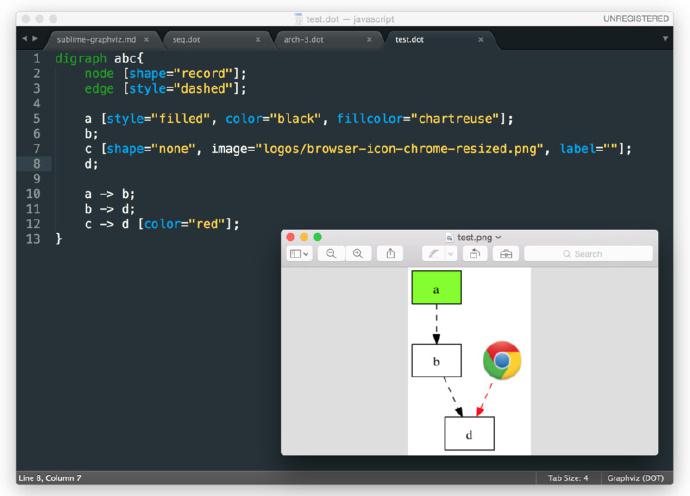 test.dot — javascript
UNREGISTERED
sublime-graphviz.md ×
seq.dot ×
arch-3.dot ×
test.dot ×
1 digraph abc{
2 node [shape="record"];
3 edge [style="dashed"];
4
5 a [style="filled", color="black", fillcolor="chartreuse"];
6 b;
7 c [shape="none", image="logos/browser-icon-chrome-resized.png", label=""];
8 d;
9
10 a -> b;
11 b -> d;
12 c -> d [color="red"];
13 }
test.png
Search
a
b
d
Line 8, Column 7
Tab Size: 4
Graphviz (DOT)